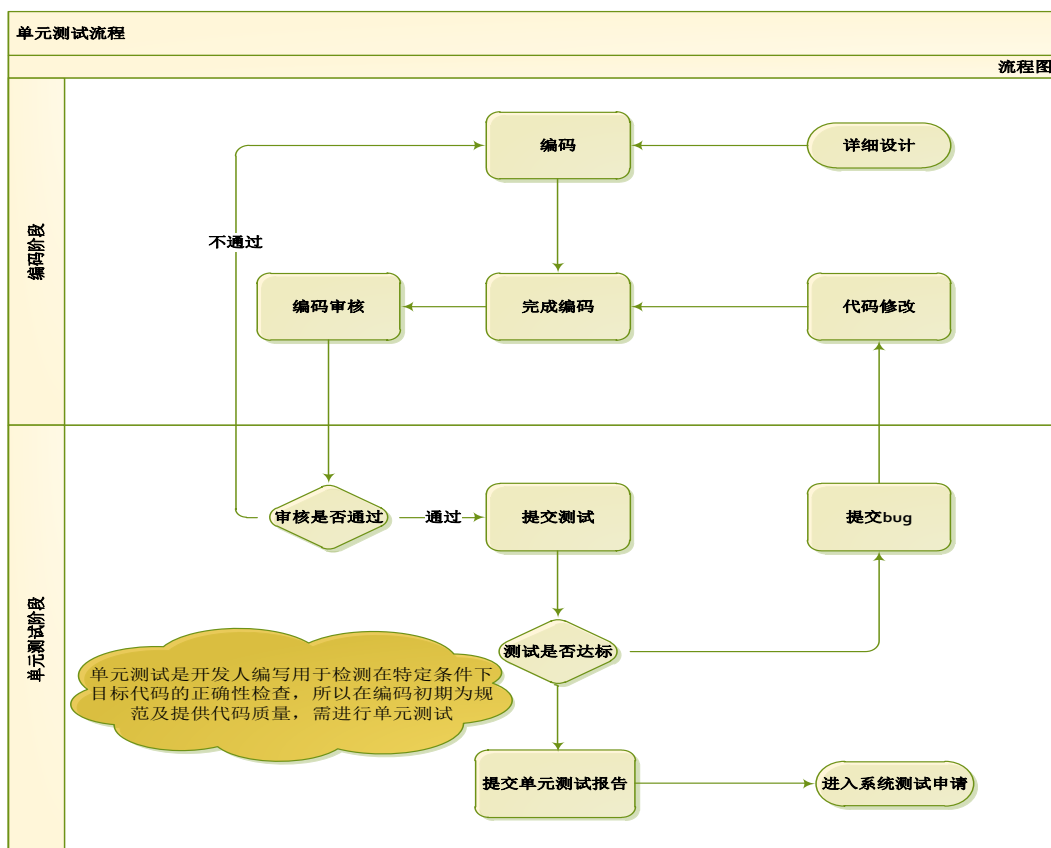 单元测试流程
流程图
编码阶段
编码
详细设计
不通过
编码审核
完成编码
代码修改
单元测试阶段
审核是否通过
通过
提交测试
提交bug
测试是否达标
单元测试是开发人编写用于检测在特定条件下
目标代码的正确性检查，所以在编码初期为规
范及提供代码质量，需进行单元测试
提交单元测试报告
进入系统测试申请